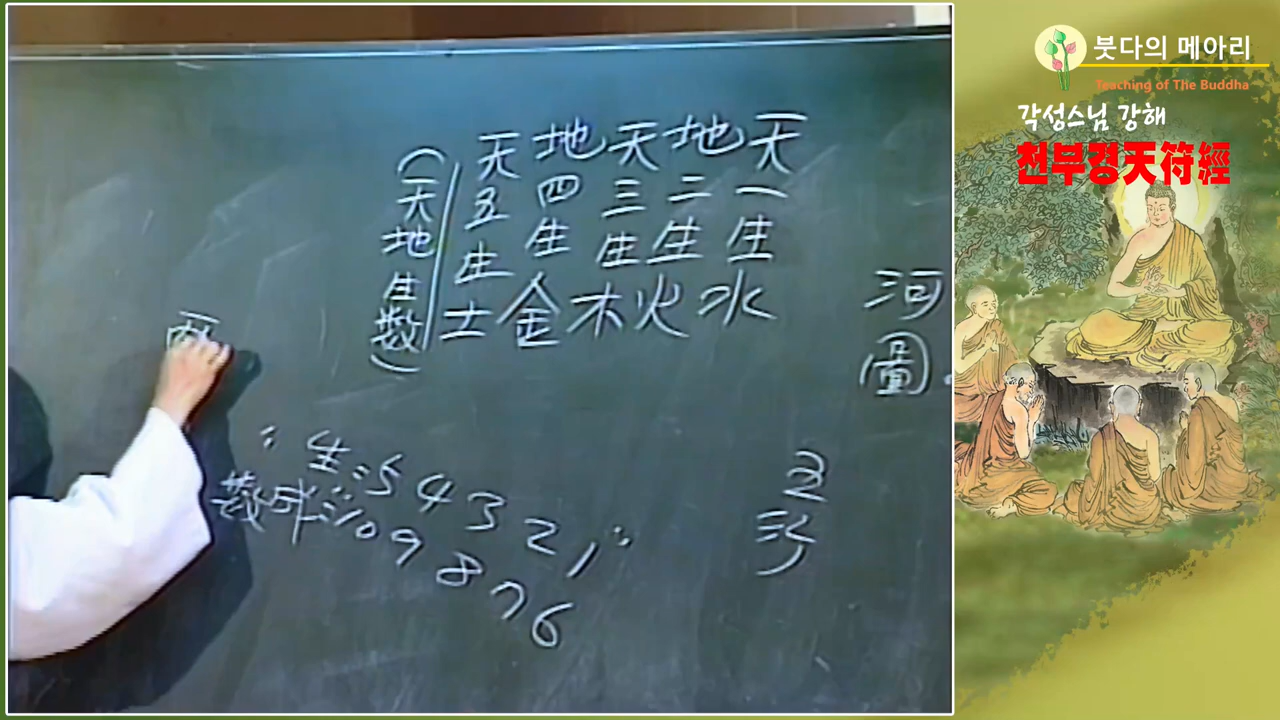 붓다의 메아리
Teaching of The Buddha
각성스님 강해
천부경天符經
河圖
天一生水
地二生火
天三生木
地四生金
天五生土
(天地生數)
生 5 4 3 2 1
數成 10 9 8 7 6